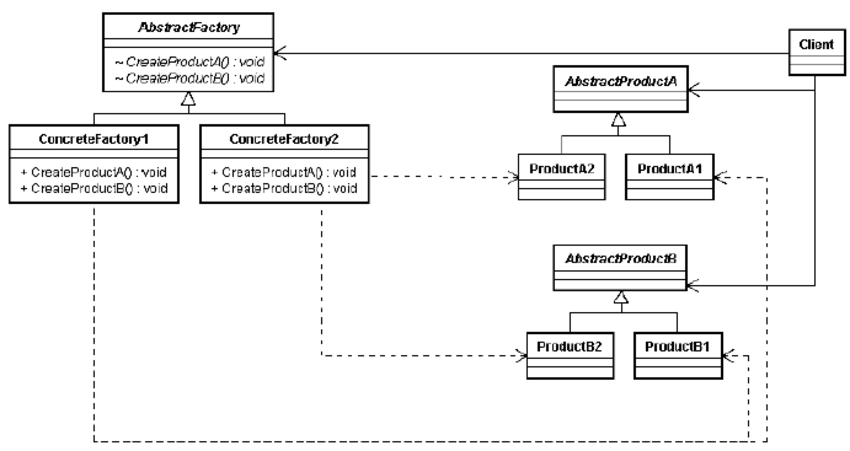 AbstractFactory
~ CreateProductA() : void
~ CreateProductB() : void
Client
AbstractProductA
ConcreteFactory1
+ CreateProductA() : void
+ CreateProductB() : void
ConcreteFactory2
+ CreateProductA() : void
+ CreateProductB() : void
ProductA2
ProductA1
AbstractProductB
ProductB2
ProductB1